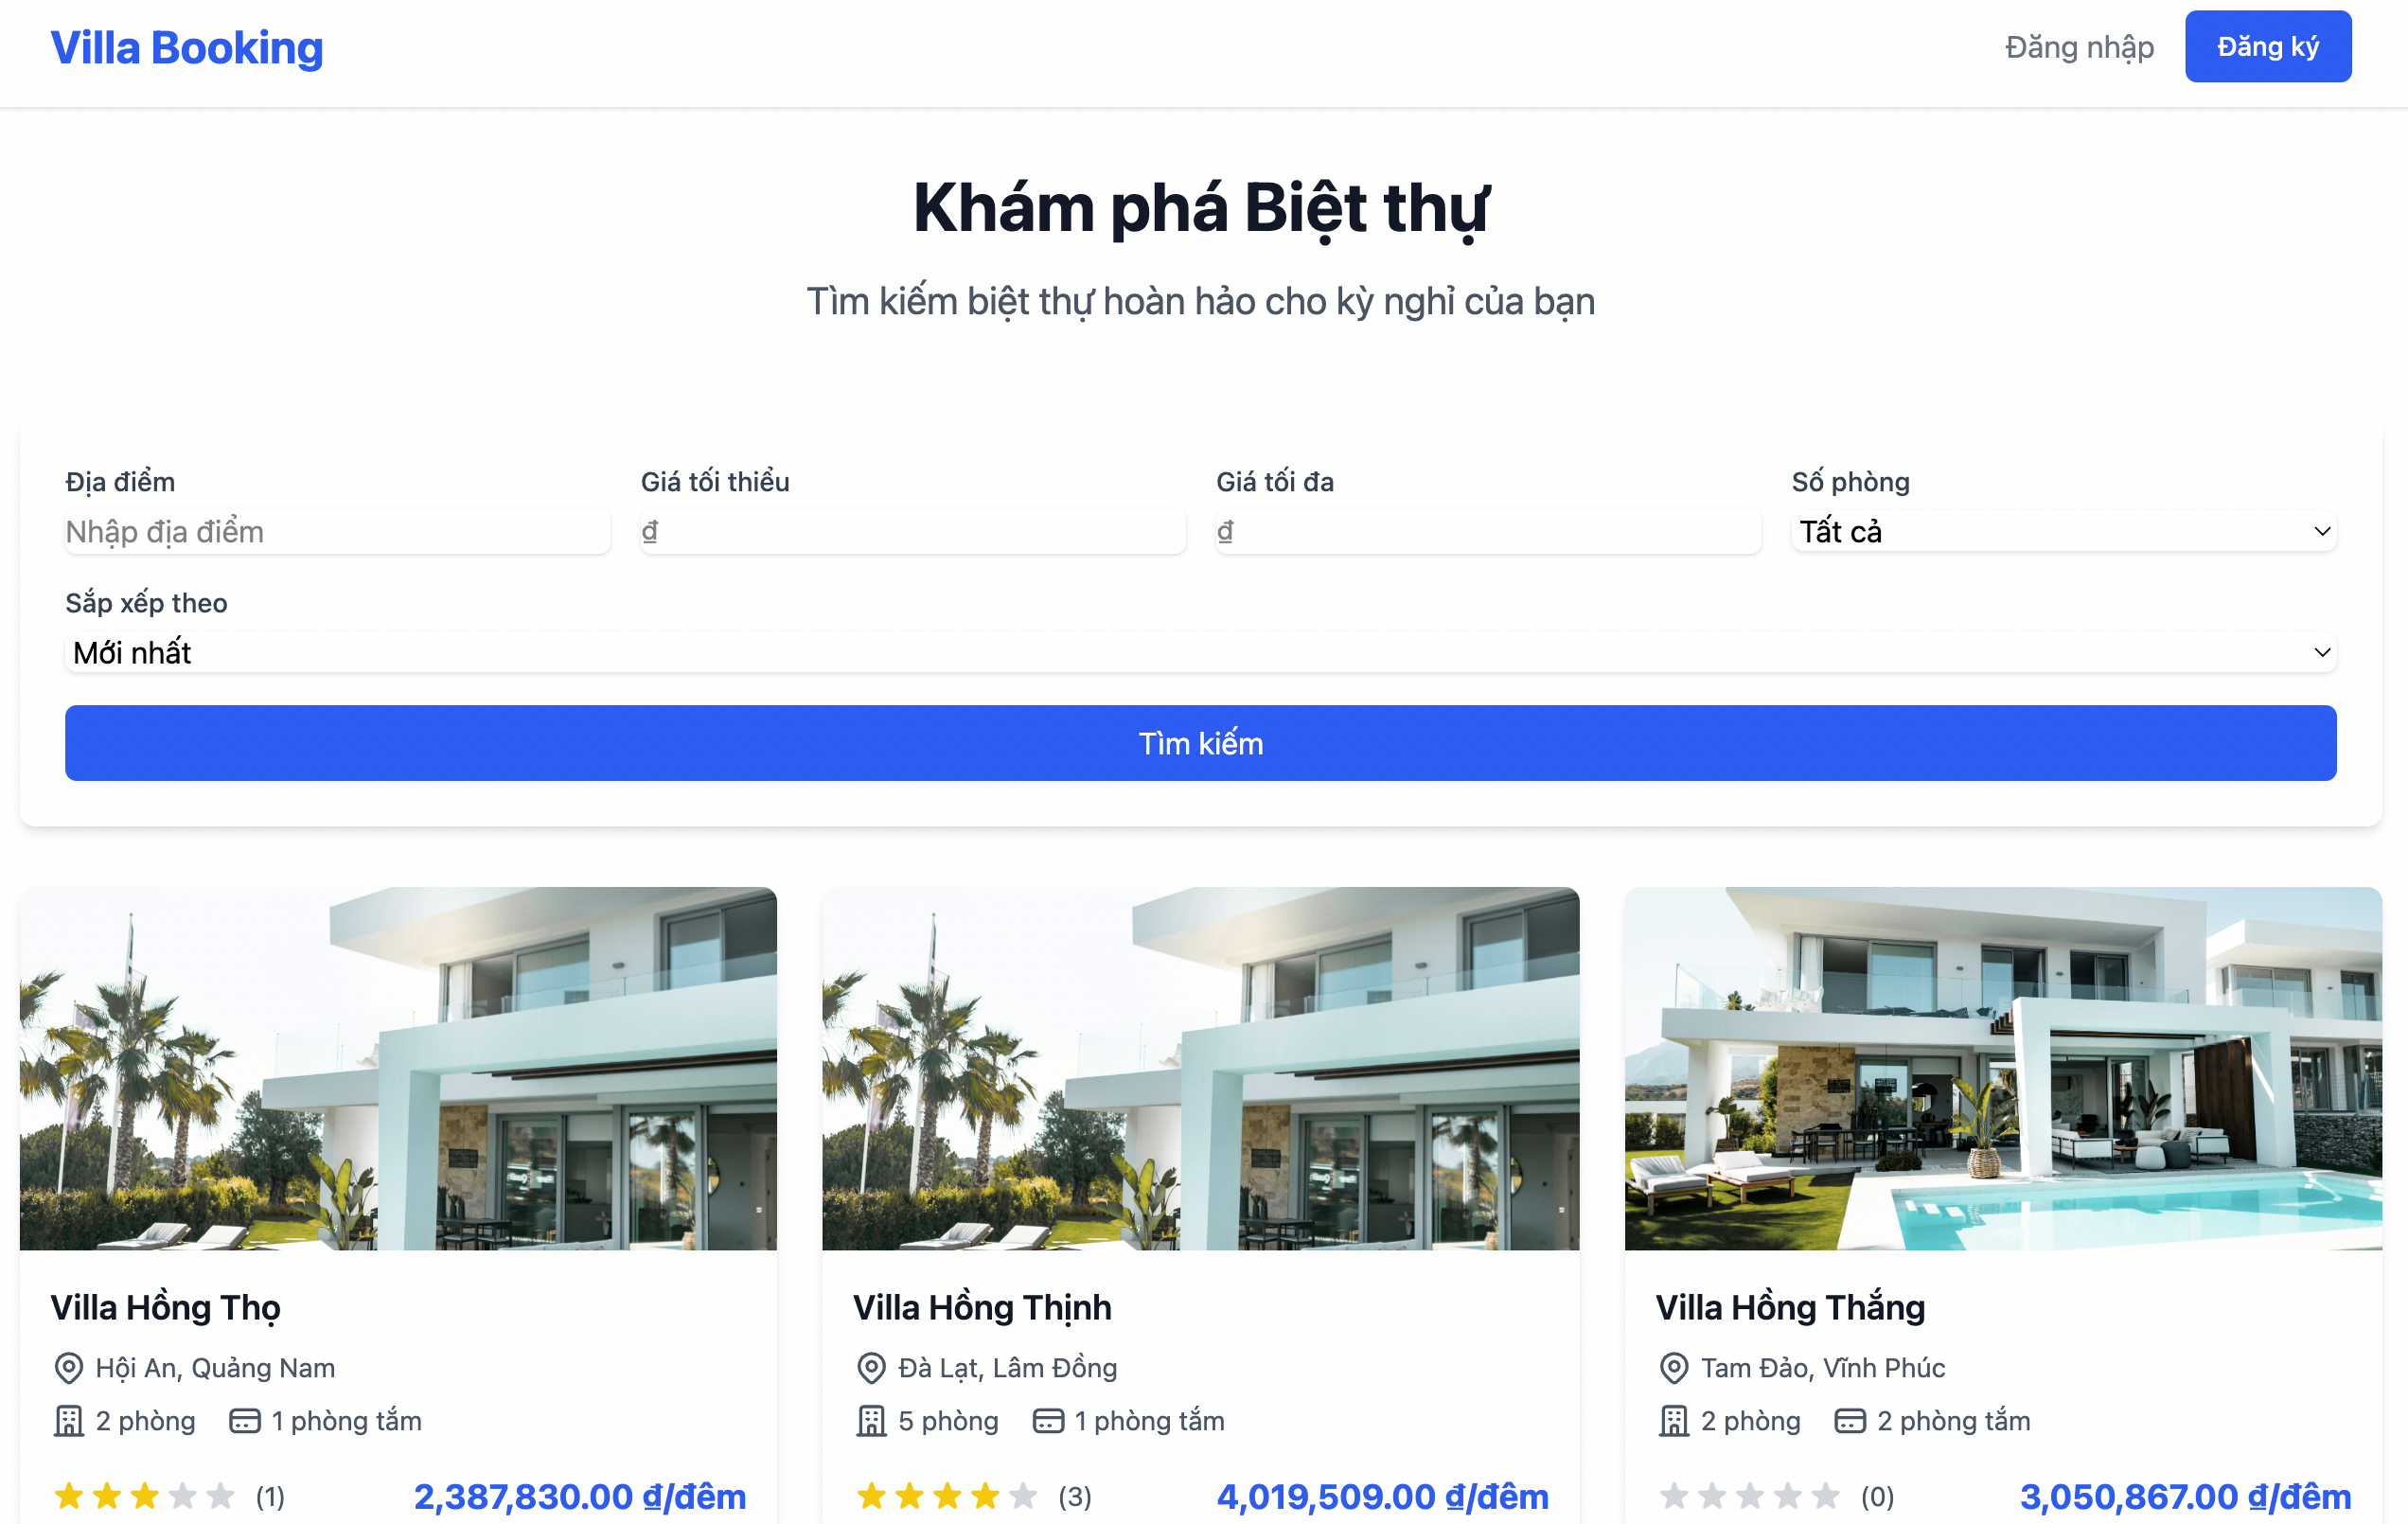 Villa Booking
Đăng nhập
Đăng ký
Khám phá Biệt thự
Tìm kiếm biệt thự hoàn hảo cho kỳ nghỉ của bạn
Địa điểm
Giá tối thiểu
Giá tối đa
Số phòng
Nhập địa điểm
₫
₫
Tất cả
Sắp xếp theo
Mới nhất
Tìm kiếm
Villa Hồng Thọ
Hội An, Quảng Nam
2 phòng 1 phòng tắm
(1) 2,387,830.00 ₫/đêm
Villa Hồng Thịnh
Đà Lạt, Lâm Đồng
5 phòng 1 phòng tắm
(3) 4,019,509.00 ₫/đêm
Villa Hồng Thắng
Tam Đảo, Vĩnh Phúc
2 phòng 2 phòng tắm
(0) 3,050,867.00 ₫/đêm